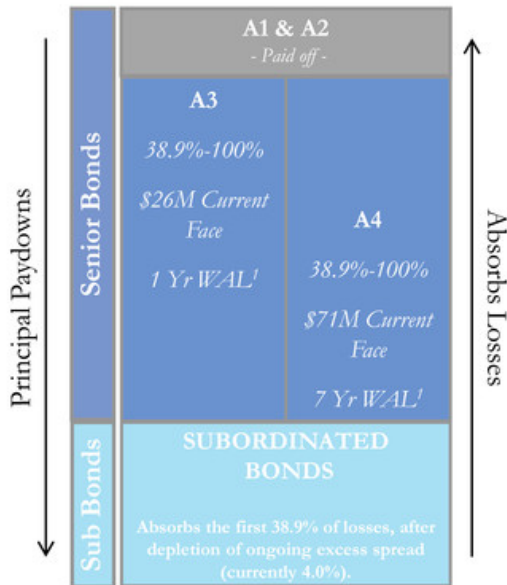 Principal Paydowns
Senior Bonds
Sub Bonds
A1 & A2
- Paid off -
A3
38.9%-100%
$26M Current
Face
1 Yr WAL¹
A4
38.9%-100%
$71M Current
Face
7 Yr WAL¹
SUBORDINATED
BONDS
Absorbs the first 38.9% of losses, after
depletion of ongoing excess spread
(currently 4.0%).
Absorbs Losses